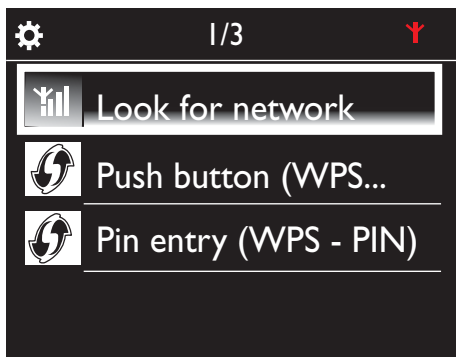 1/3
Look for network
Push button (WPS...
Pin entry (WPS - PIN)